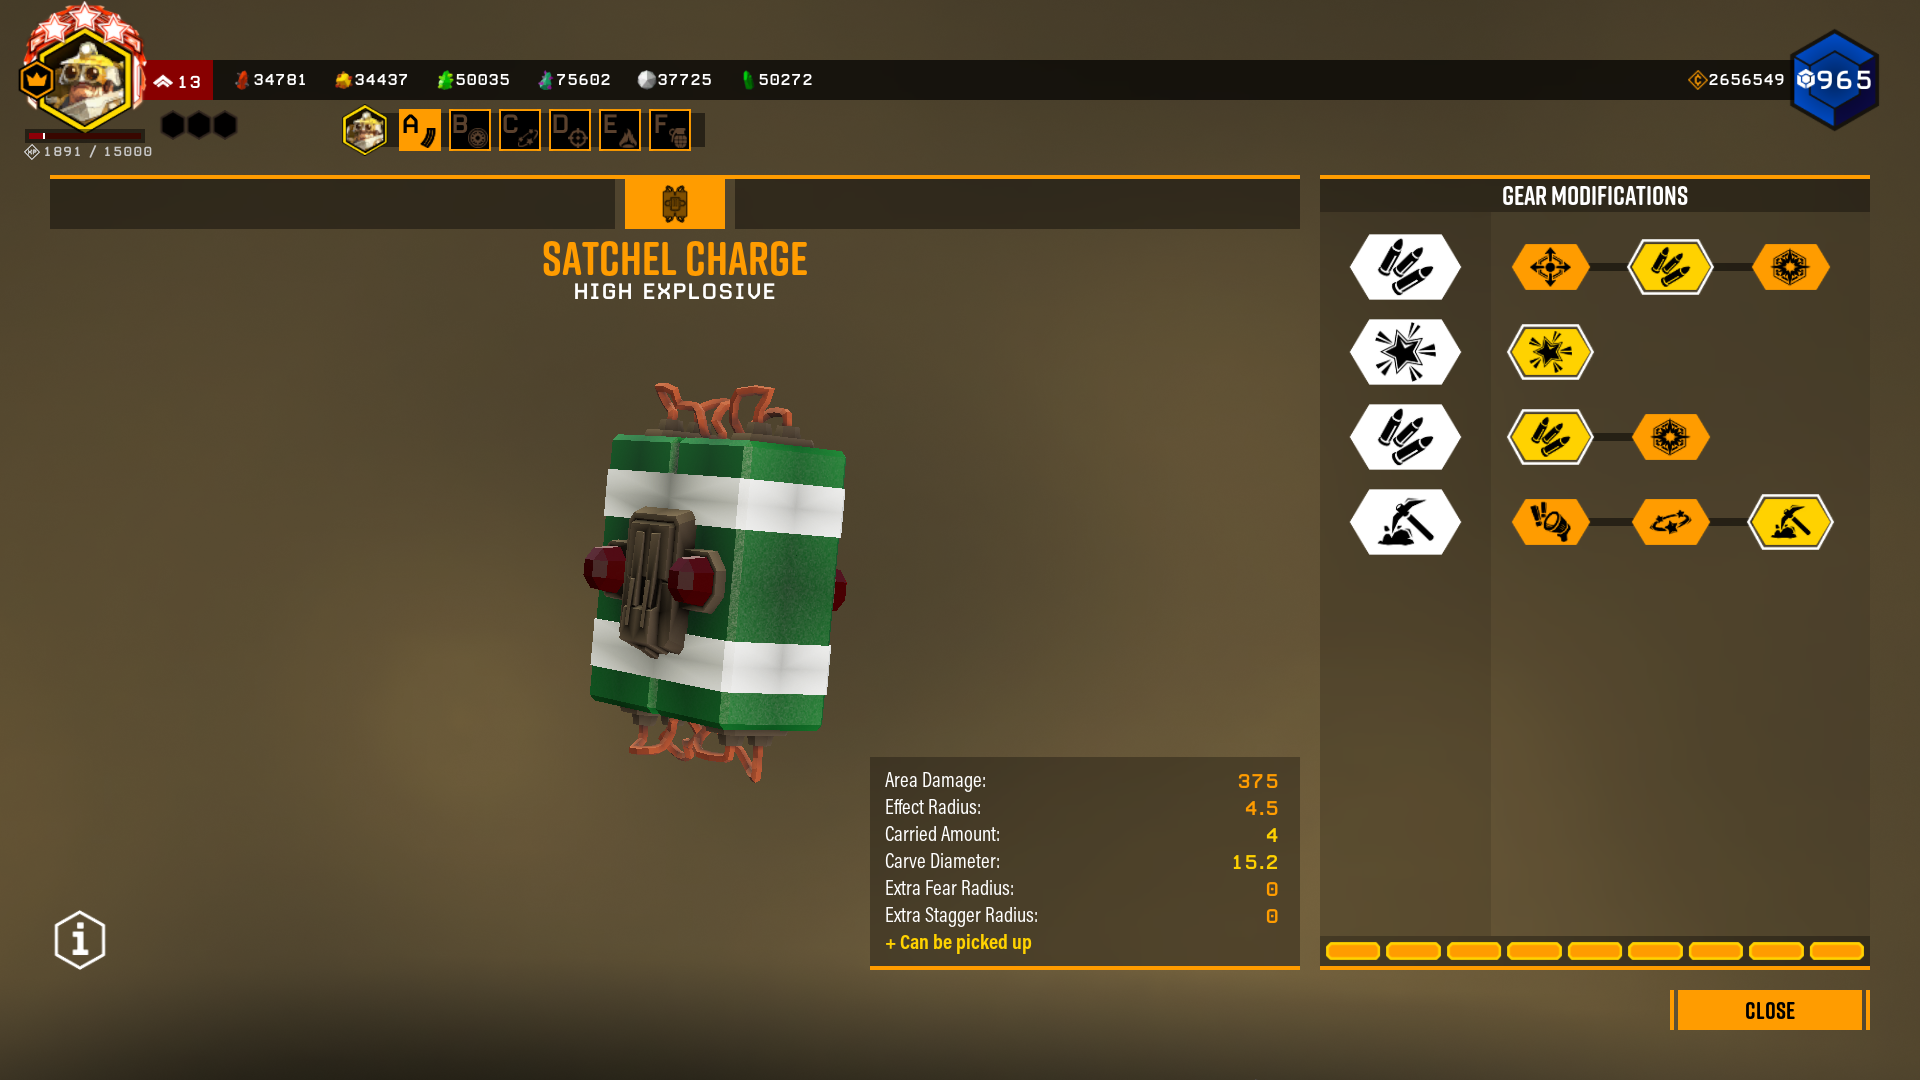 13
34781
34437
50035
75602
37725
50272
2656549
965
1891 / 15000
A
B
C
D
E
F
GEAR MODIFICATIONS
SATCHEL CHARGE
HIGH EXPLOSIVE
Area Damage: 375
Effect Radius: 4.5
Carried Amount: 4
Carve Diameter: 15.2
Extra Fear Radius: 0
Extra Stagger Radius: 0
+ Can be picked up
CLOSE